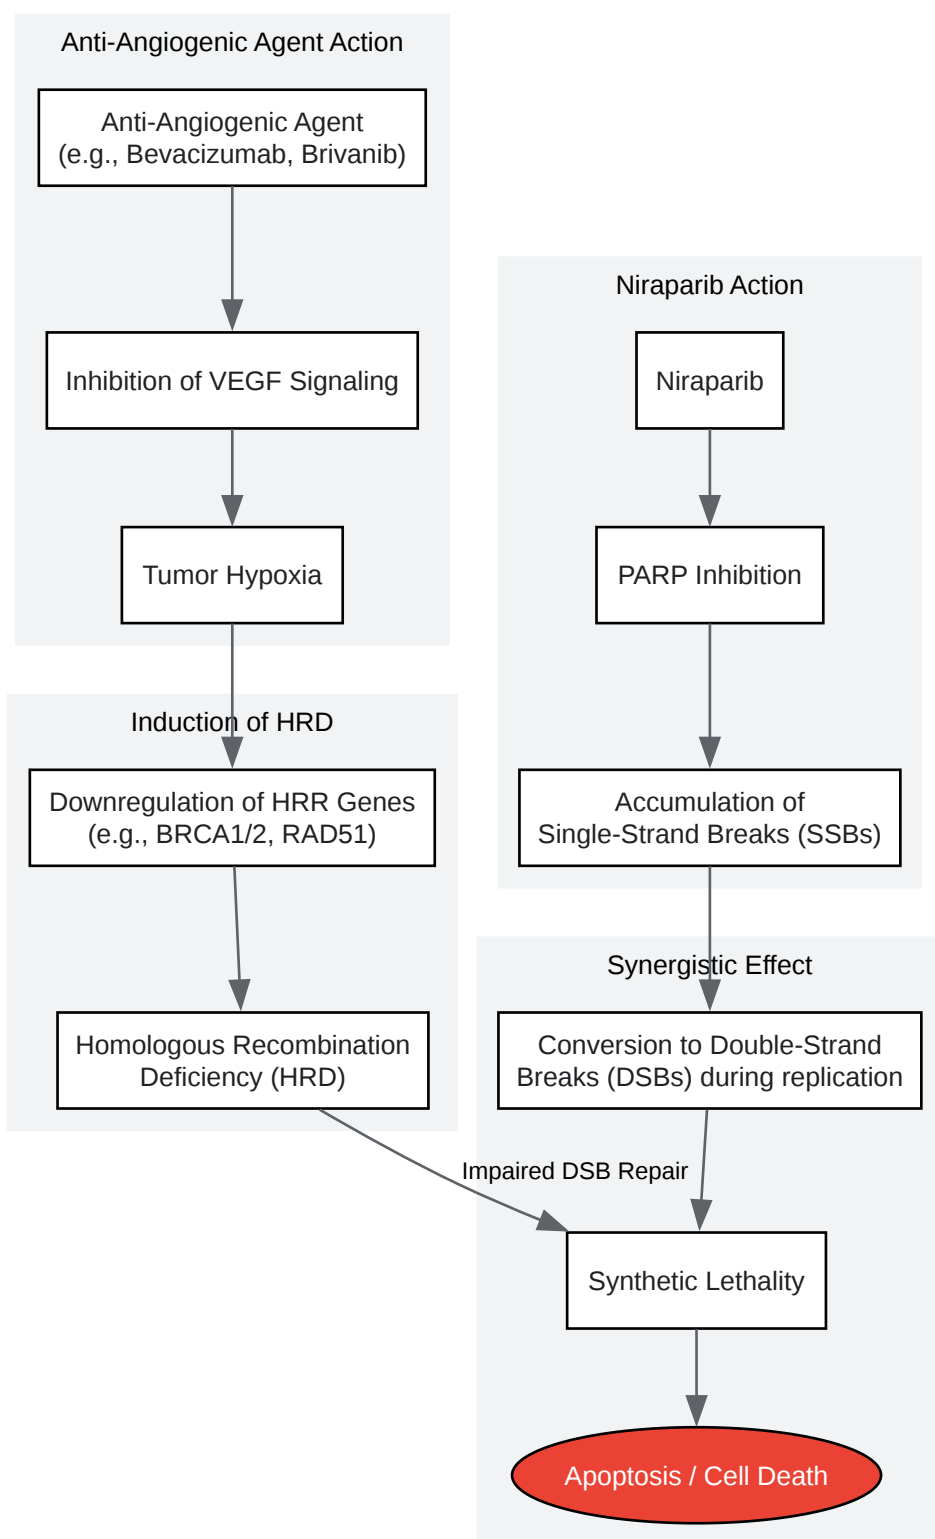 Anti-Angiogenic Agent Action
Anti-Angiogenic Agent
(e.g., Bevacizumab, Brivanib)
Inhibition of VEGF Signaling
Tumor Hypoxia
Induction of HRD
Downregulation of HRR Genes
(e.g., BRCA1/2, RAD51)
Homologous Recombination
Deficiency (HRD)
Niraparib Action
Niraparib
PARP Inhibition
Accumulation of
Single-Strand Breaks (SSBs)
Synergistic Effect
Conversion to Double-Strand
Breaks (DSBs) during replication
Impaired DSB Repair
Synthetic Lethality
Apoptosis / Cell Death